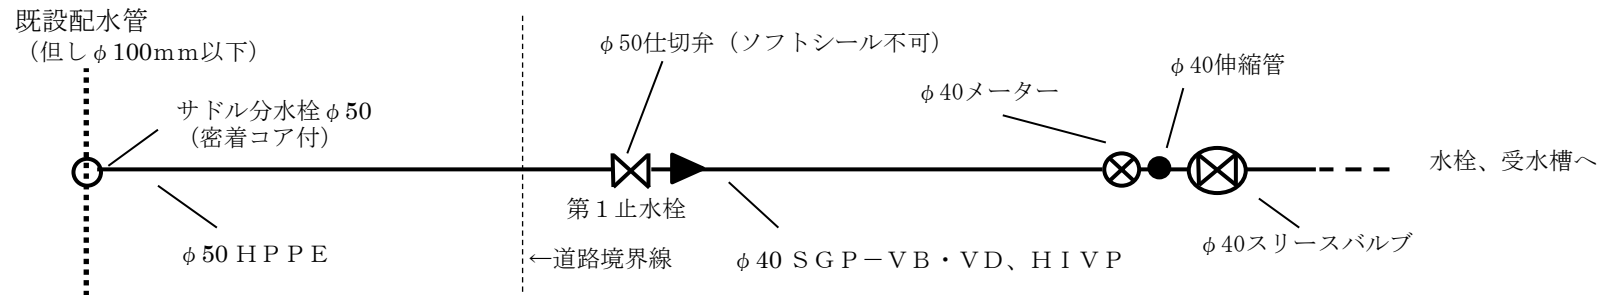 既設配水管
（但しφ100mm以下）
サドル分水栓φ50
（密着コア付）
φ50ＨＰＰＥ
φ50仕切弁（ソフトシール不可）
第１止水栓
←道路境界線
φ40 ＳＧＰ－ＶＢ・ＶＤ、ＨＩＶＰ
φ40メーター
φ40伸縮管
φ40スリースバルブ
水栓、受水槽へ